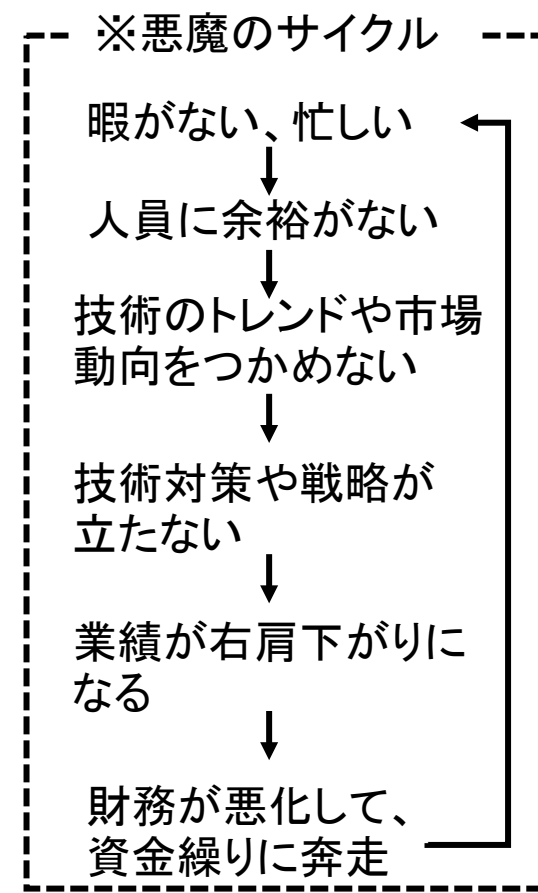 ※悪魔のサイクル
暇がない、忙しい
人員に余裕がない
技術のトレンドや市場
動向をつかめない
技術対策や戦略が
立たない
業績が右肩下がりに
なる
財務が悪化して、
資金繰りに奔走